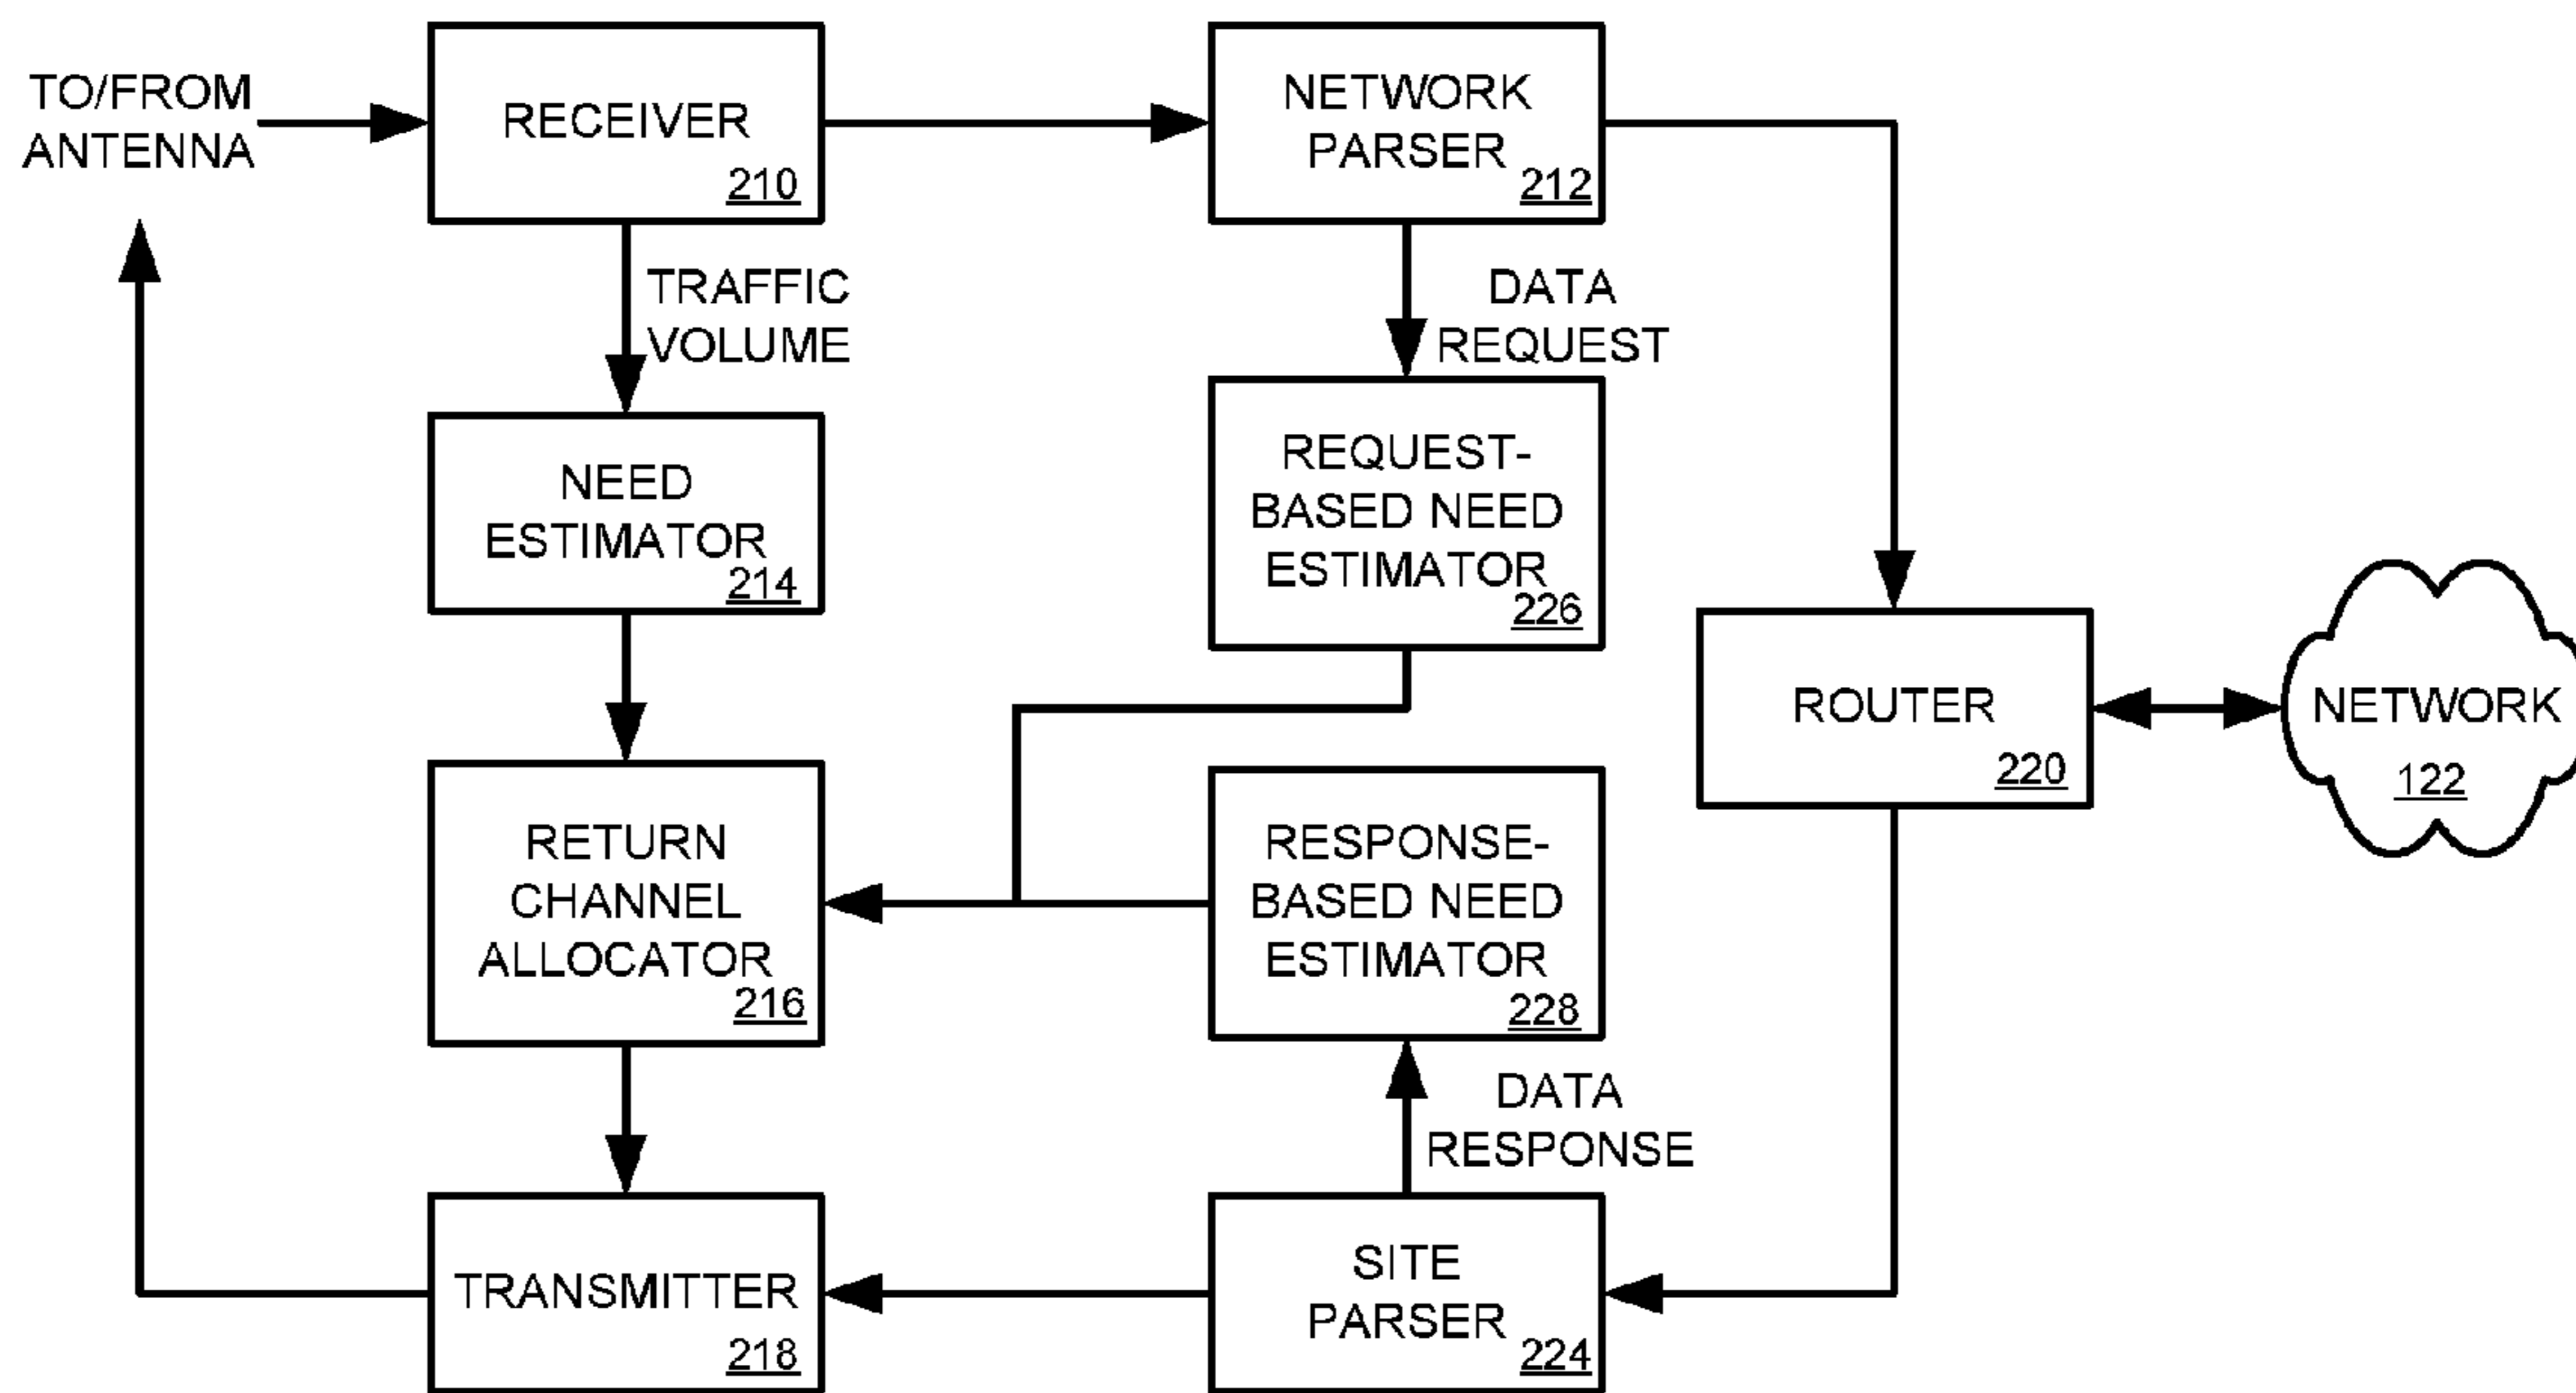 TO/FROM
ANTENNA
RECEIVER
210
NETWORK
PARSER
212
TRAFFIC
VOLUME
DATA
REQUEST
NEED
ESTIMATOR
214
REQUEST-
BASED NEED
ESTIMATOR
226
ROUTER
220
NETWORK
122
RETURN
CHANNEL
ALLOCATOR
216
RESPONSE-
BASED NEED
ESTIMATOR
228
DATA
RESPONSE
TRANSMITTER
218
SITE
PARSER
224